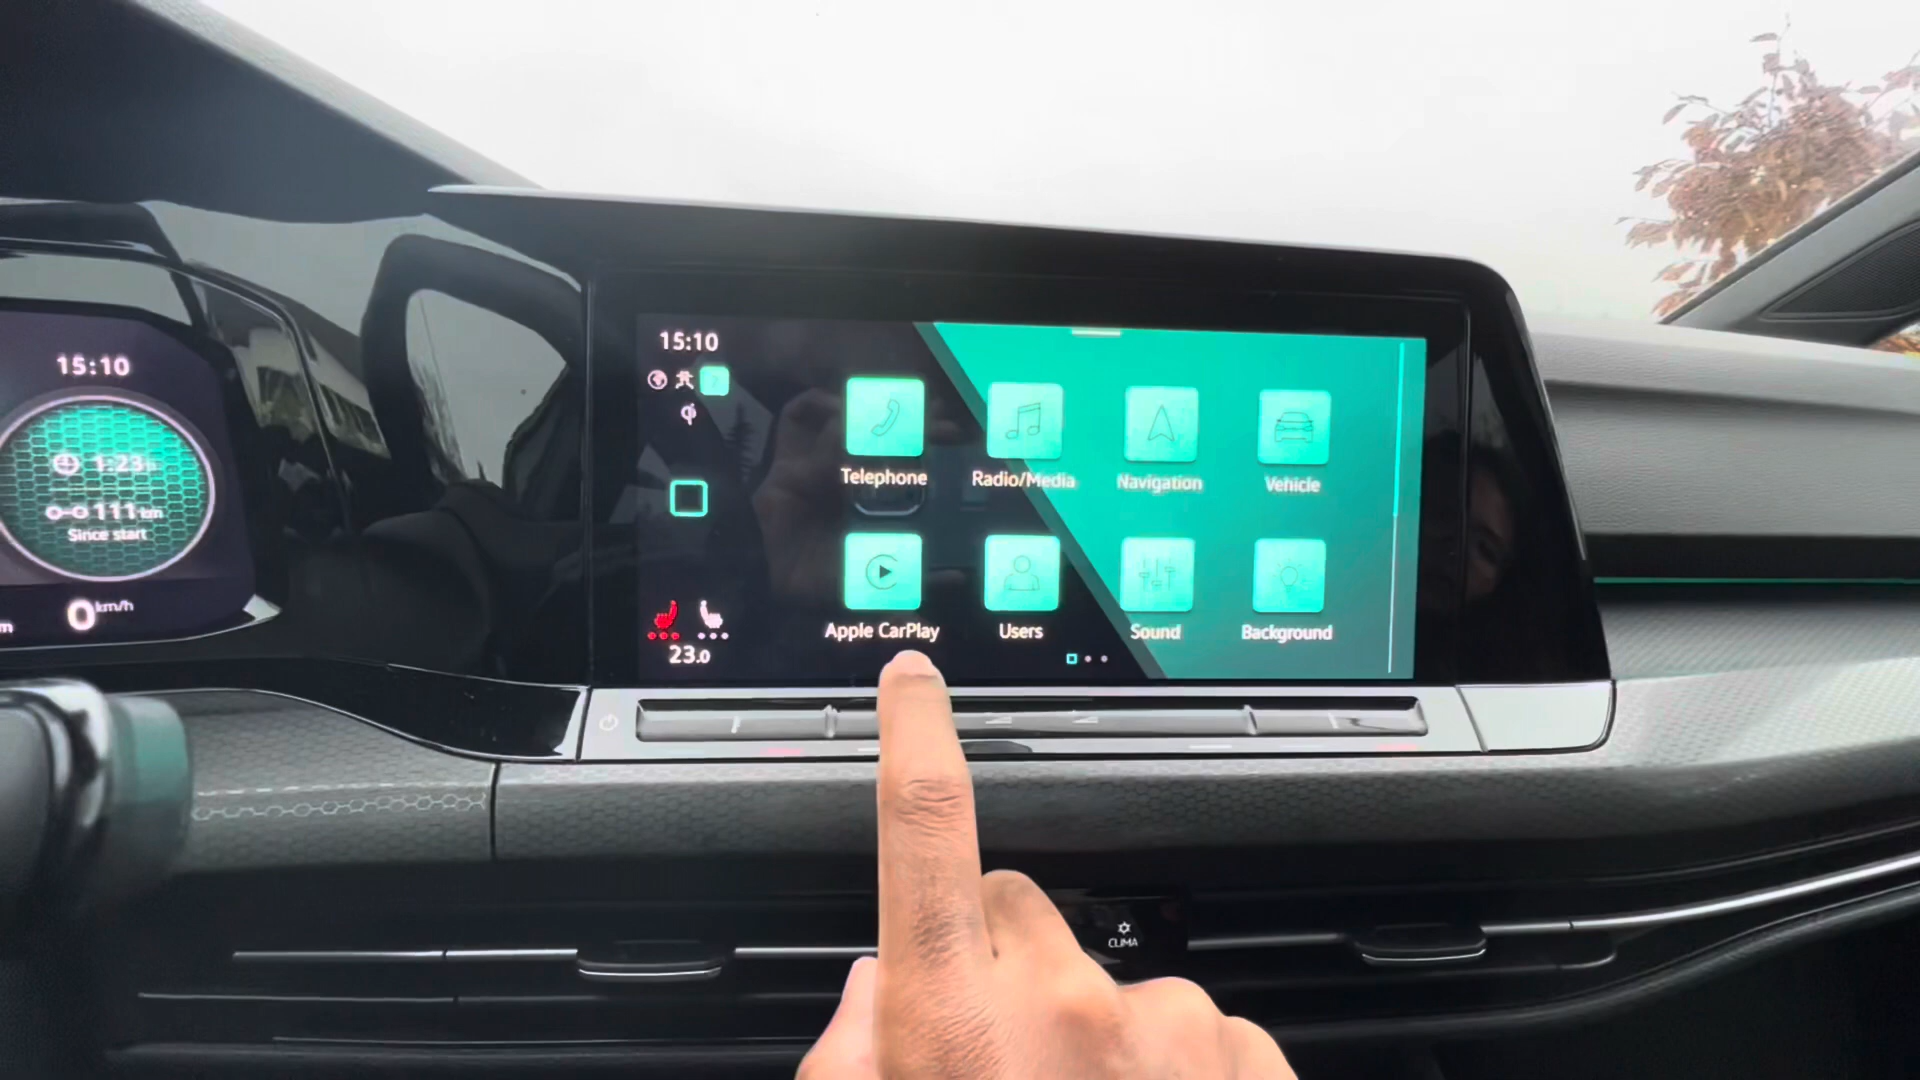 15:10
1:23 h
111 km
Since start
0 km/h
m
15:10
23.0
Telephone
Radio/Media
Navigation
Vehicle
Apple CarPlay
Users
Sound
Background
CLIMA